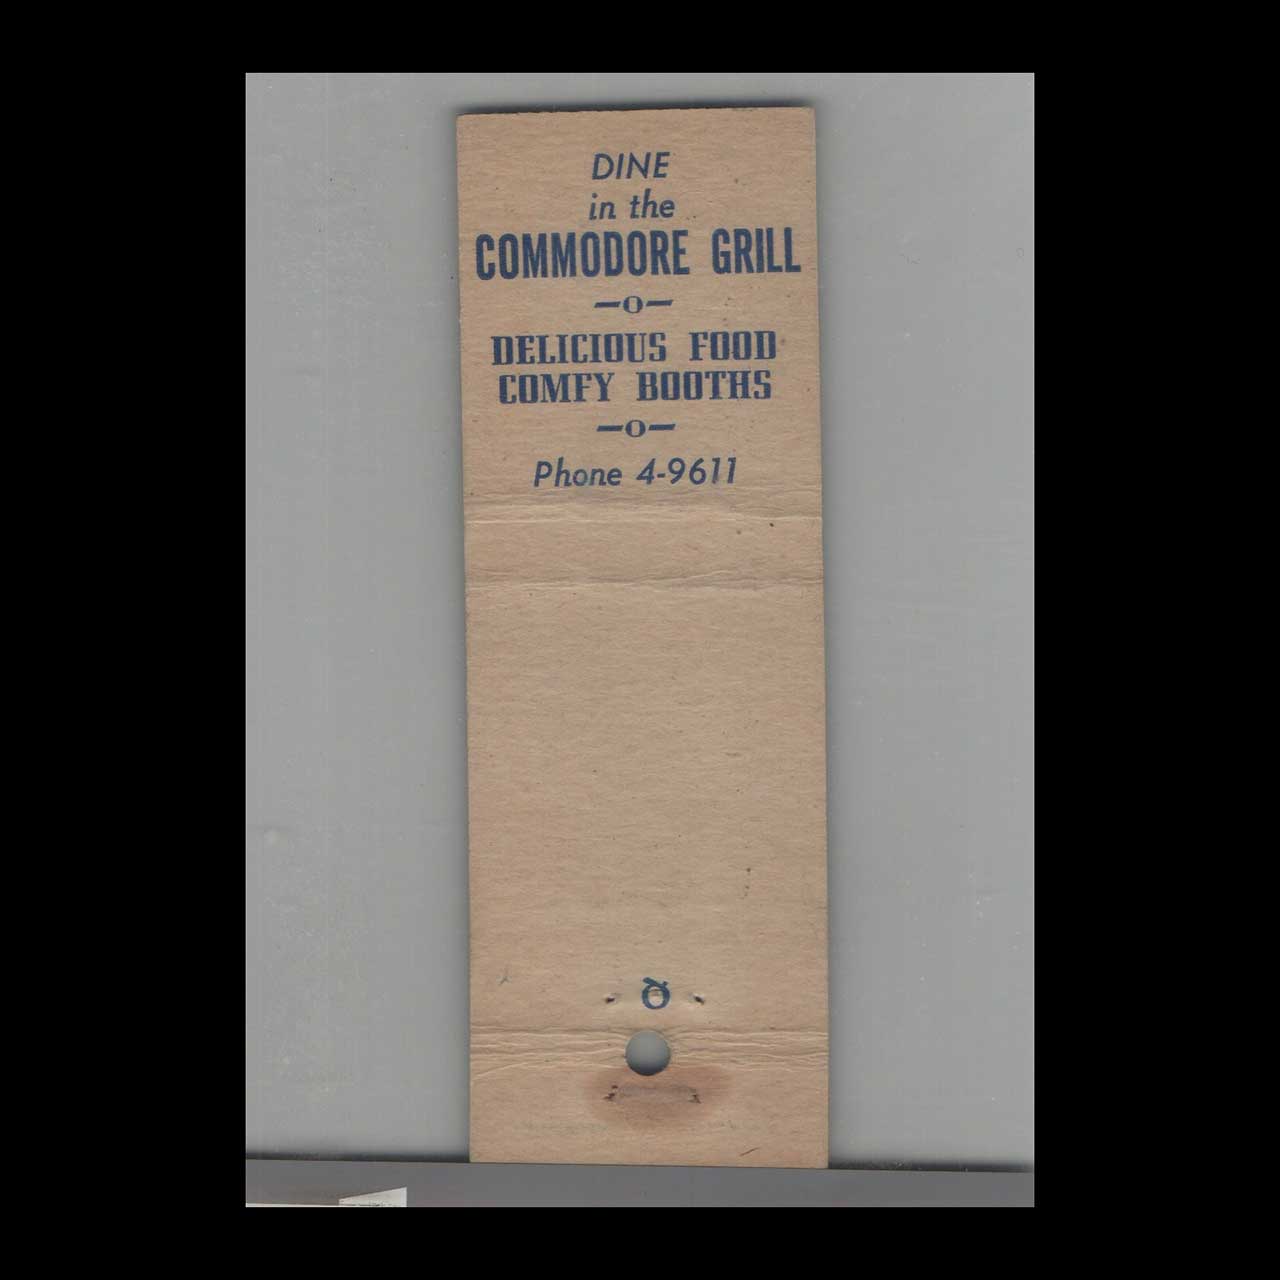 DINE
in the
COMMODORE GRILL
—o—
DELICIOUS FOOD
COMFY BOOTHS
—o—
Phone 4-9611
Q